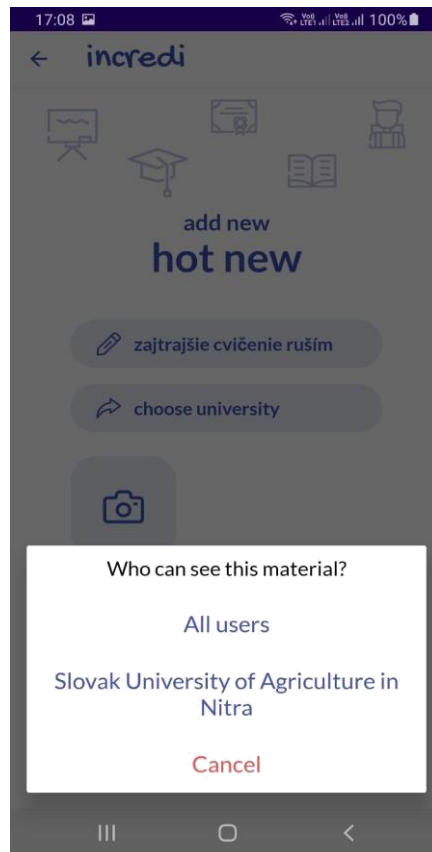 17:08 100%
incredi
add new
hot new
zajtrajšie cvičenie ruším
choose university
Who can see this material?
All users
Slovak University of Agriculture in
Nitra
Cancel